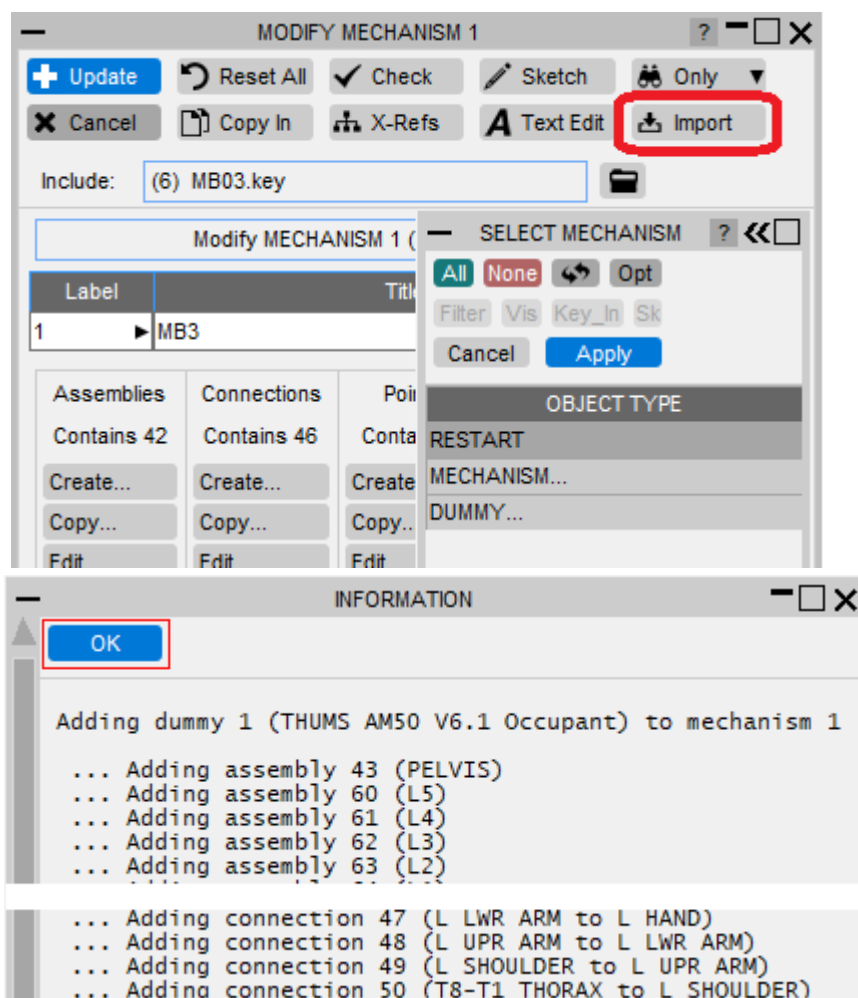 MODIFY MECHANISM 1 ?
Update Reset All Check Sketch Only
Cancel Copy In X-Refs Text Edit Import
Include: (6) MB03.key
Modify MECHANISM 1 (
SELECT MECHANISM ?
All None Opt
Filter Vis Key_In Sk
Cancel Apply
OBJECT TYPE
RESTART
MECHANISM...
DUMMY...
Label Title
1 MB3
Assemblies Connections Poi
Contains 42 Contains 46 Conta
Create... Create... Create
Copy... Copy... Copy..
Edit Edit Edit
INFORMATION
OK
Adding dummy 1 (THUMS AM50 V6.1 Occupant) to mechanism 1
... Adding assembly 43 (PELVIS)
... Adding assembly 60 (L5)
... Adding assembly 61 (L4)
... Adding assembly 62 (L3)
... Adding assembly 63 (L2)
... Adding connection 47 (L LWR ARM to L HAND)
... Adding connection 48 (L UPR ARM to L LWR ARM)
... Adding connection 49 (L SHOULDER to L UPR ARM)
... Adding connection 50 (T8-T1 THORAX to L SHOULDER)